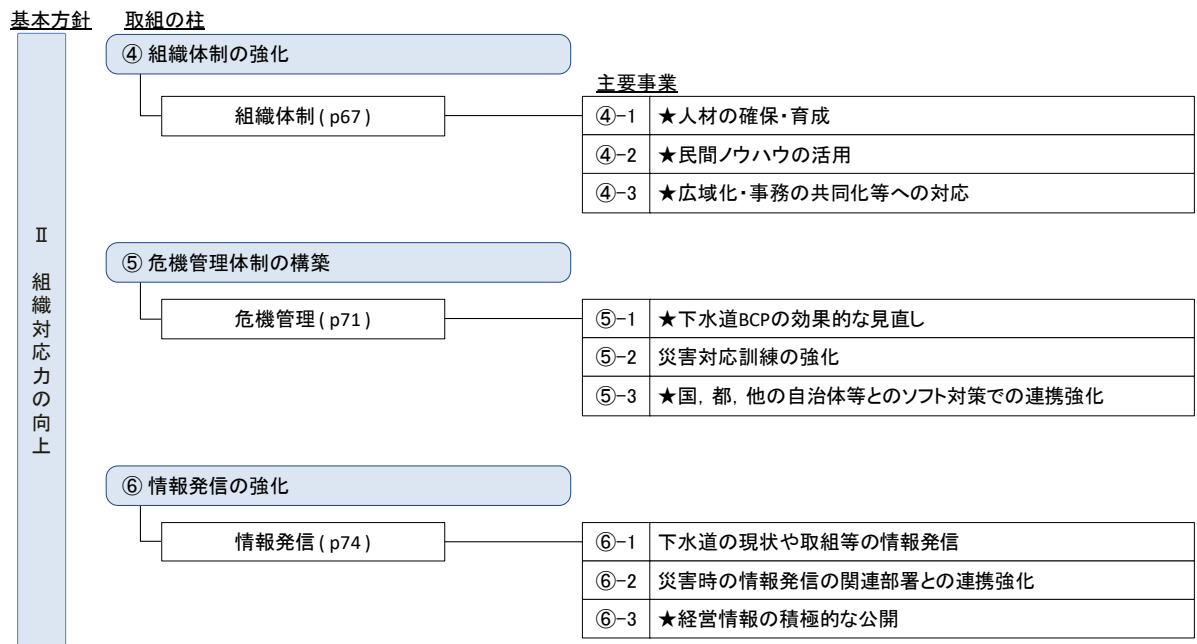 基本方針 取組の柱
④ 組織体制の強化
主要事業
組織体制 ( p67 )
④-1 ★人材の確保・育成
④-2 ★民間ノウハウの活用
④-3 ★広域化・事務の共同化等への対応
Ⅱ 組織対応力の向上
⑤ 危機管理体制の構築
危機管理 ( p71 )
⑤-1 ★下水道BCPの効果的な見直し
⑤-2 災害対応訓練の強化
⑤-3 ★国，都，他の自治体等とのソフト対策での連携強化
⑥ 情報発信の強化
情報発信 ( p74 )
⑥-1 下水道の現状や取組等の情報発信
⑥-2 災害時の情報発信の関連部署との連携強化
⑥-3 ★経営情報の積極的な公開